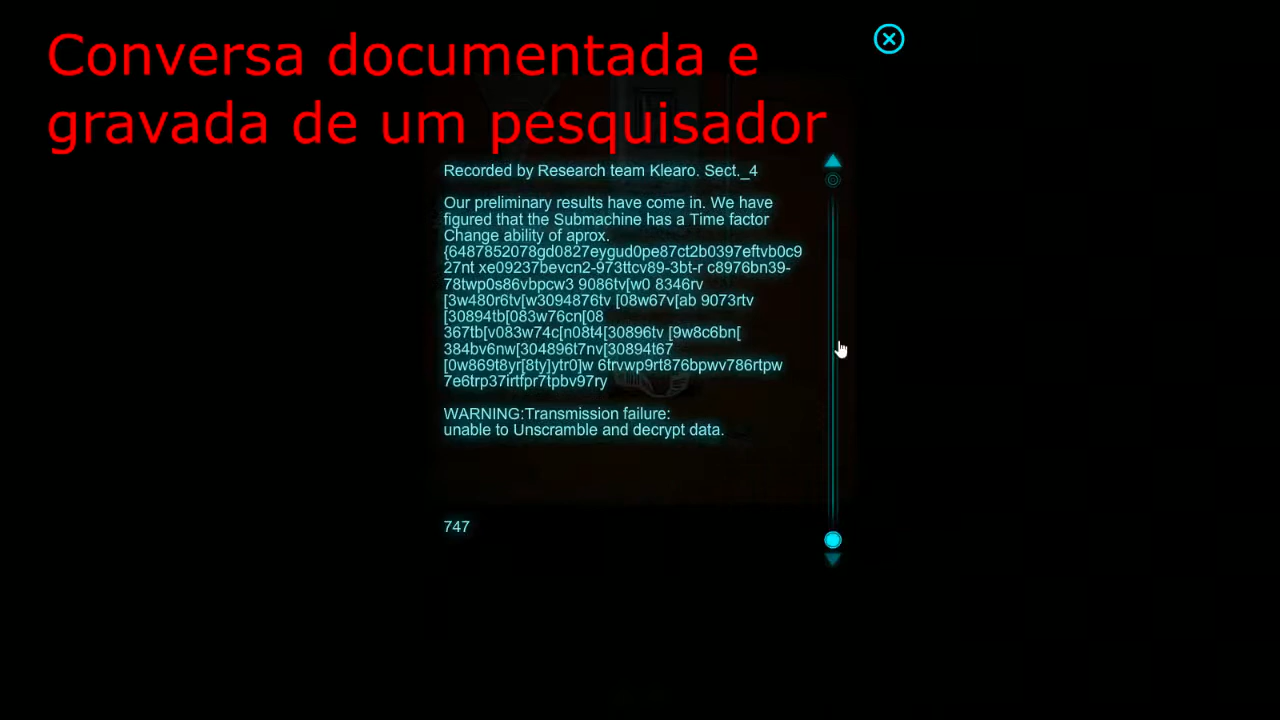 Conversa documentada e
gravada de um pesquisador
Recorded by Research team Klearo. Sect._4
Our preliminary results have come in. We have
figured that the Submachine has a Time factor
Change ability of aprox.
{6487852078gd0827eygud0pe87ct2b0397eftvb0c9
27nt xe09237bevcn2-973ttcv89-3bt-r c8976bn39-
78twp0s86vbpcw3 9086tv[w0 8346rv
[3w480r6tv[w3094876tv [08w67v[ab 9073rtv
[30894tb[083w76cn[08
367tb[v083w74c[n08t4[30896tv [9w8c6bn[
384bv6nw[304896t7nv[30894t67
[0w869t8yr[8ty]ytr0]w 6trvwp9rt876bpwv786rtpw
7e6trp37irtfpr7tpbv97ry
WARNING:Transmission failure:
unable to Unscramble and decrypt data.
747